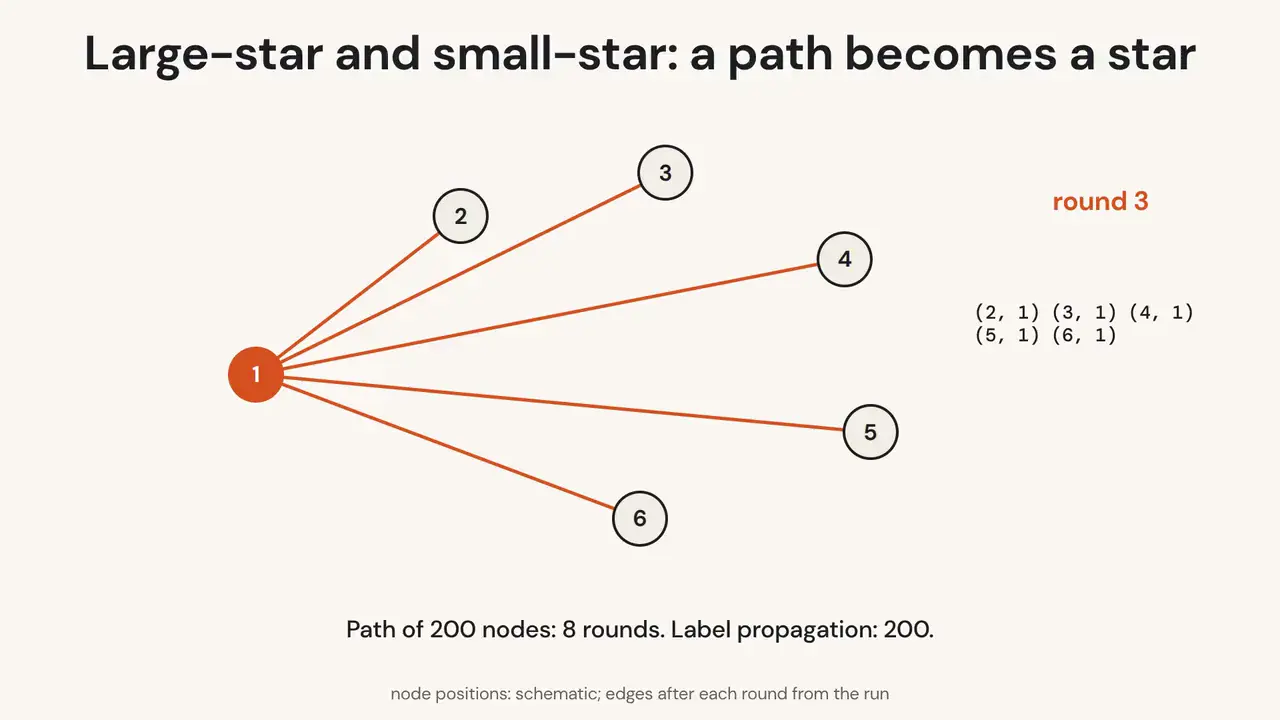 Large-star and small-star: a path becomes a star
3
round 3
2
4
(2, 1) (3, 1) (4, 1)
(5, 1) (6, 1)
1
5
6
Path of 200 nodes: 8 rounds. Label propagation: 200.
node positions: schematic; edges after each round from the run